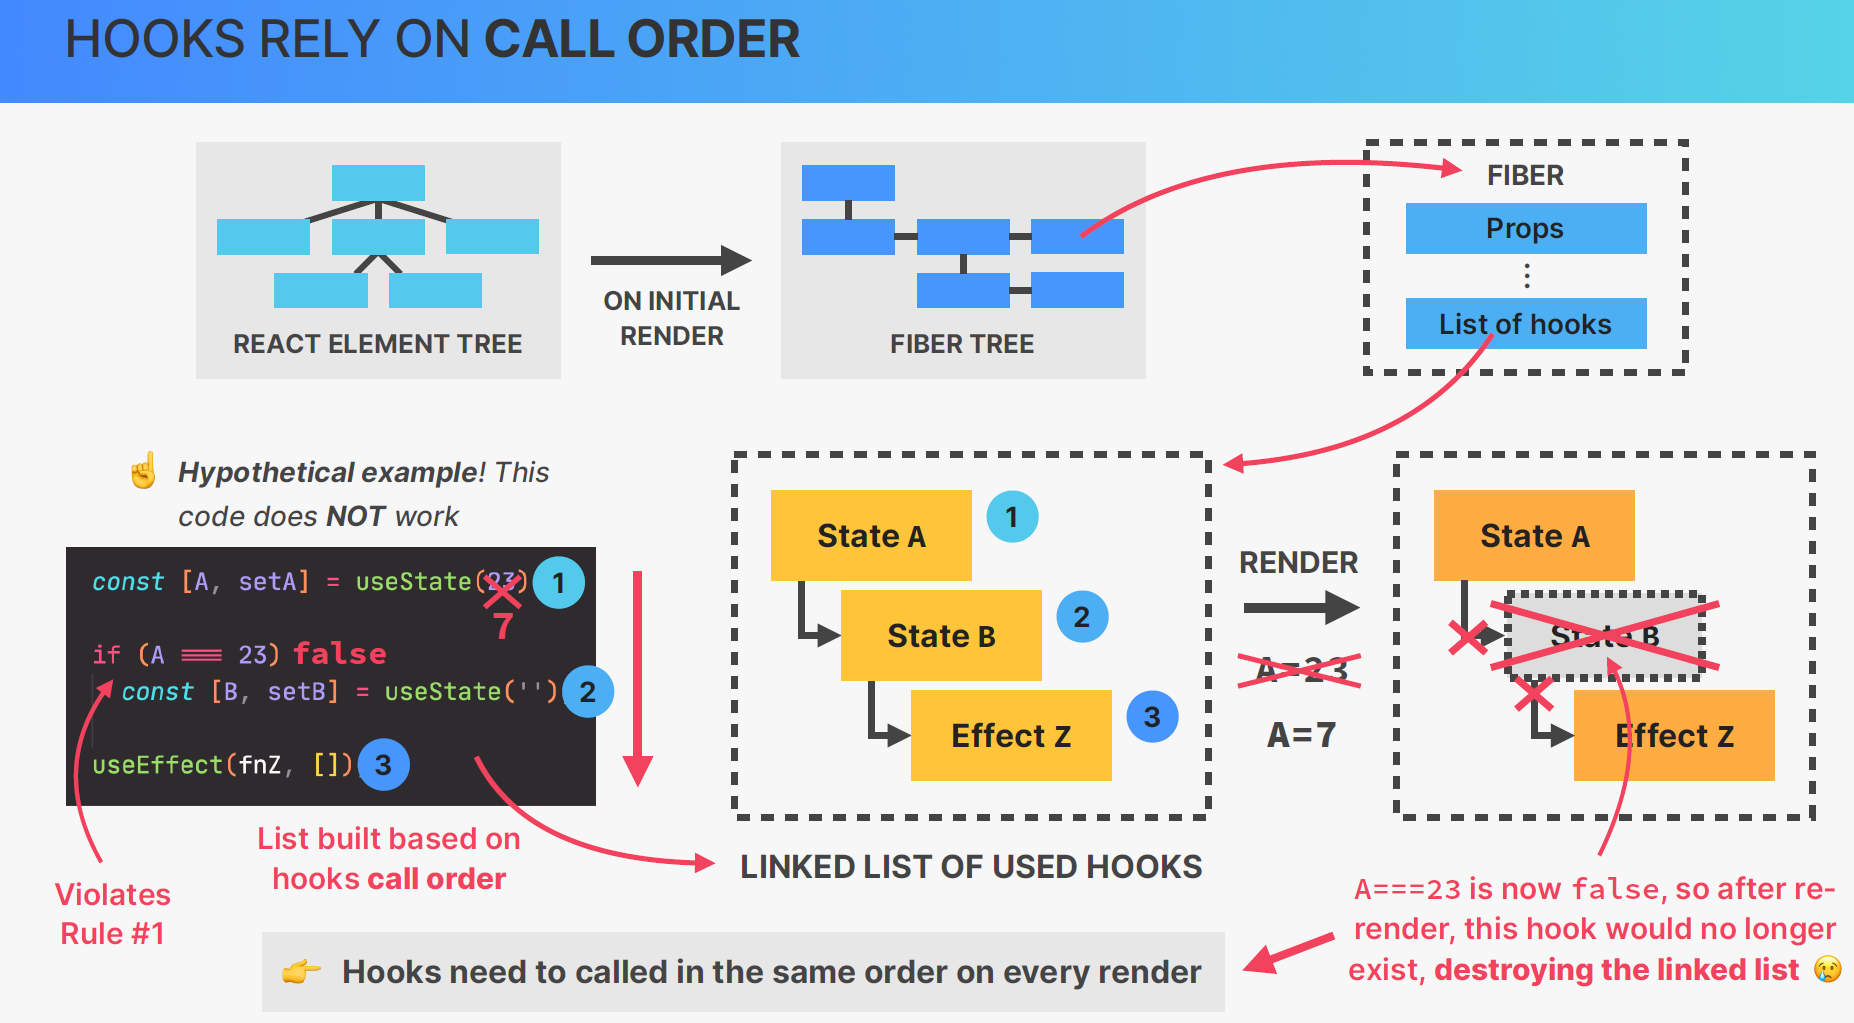 HOOKS RELY ON CALL ORDER
REACT ELEMENT TREE
ON INITIAL
RENDER
FIBER TREE
FIBER
Props
⋮
List of hooks
☝️ Hypothetical example! This
code does NOT work
const [A, setA] = useState(23) 1
7
if (A === 23) false
const [B, setB] = useState('') 2
useEffect(fnZ, []) 3
Violates
Rule #1
List built based on
hooks call order
State A 1
State B 2
Effect Z 3
LINKED LIST OF USED HOOKS
RENDER
A=23
A=7
State A
State B
Effect Z
A===23 is now false, so after re-
render, this hook would no longer
exist, destroying the linked list 😢
👉 Hooks need to called in the same order on every render